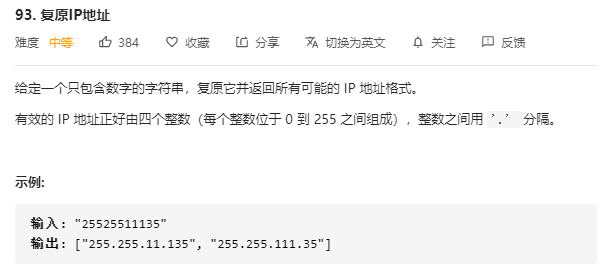 93. 复原IP地址
难度 中等 384 收藏 分享 切换为英文 关注 反馈
给定一个只包含数字的字符串，复原它并返回所有可能的 IP 地址格式。
有效的 IP 地址正好由四个整数（每个整数位于 0 到 255 之间组成），整数之间用 '.' 分隔。
示例:
输入: "25525511135"
输出: ["255.255.11.135", "255.255.111.35"]